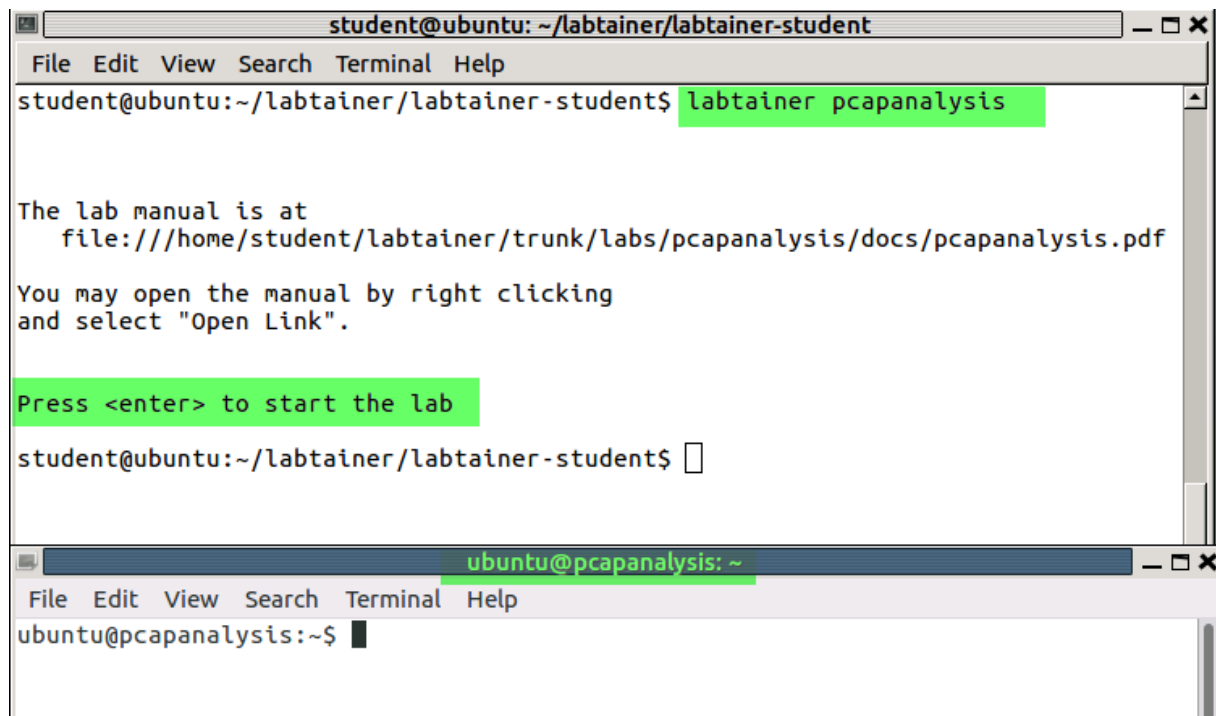 student@ubuntu: ~/labtainer/labtainer-student
File Edit View Search Terminal Help
student@ubuntu:~/labtainer/labtainer-student$ labtainer pcapanalysis
The lab manual is at
file:///home/student/labtainer/trunk/labs/pcapanalysis/docs/pcapanalysis.pdf
You may open the manual by right clicking
and select "Open Link".
Press <enter> to start the lab
student@ubuntu:~/labtainer/labtainer-student$
ubuntu@pcapanalysis: ~
File Edit View Search Terminal Help
ubuntu@pcapanalysis:~$